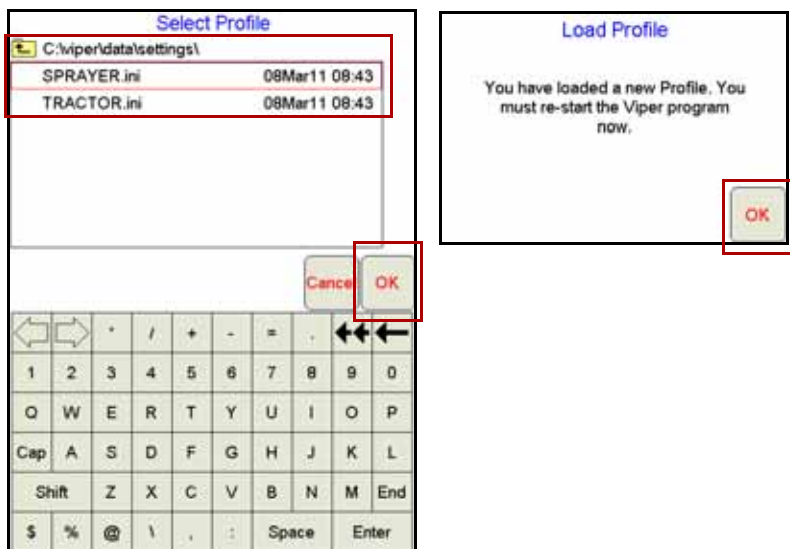 Select Profile
C:\viper\data\settings\
SPRAYER.ini 08Mar11 08:43
TRACTOR.ini 08Mar11 08:43
Cancel OK
* / + - = .
1 2 3 4 5 6 7 8 9 0
Q W E R T Y U I O P
Cap A S D F G H J K L
Shift Z X C V B N M End
$ % @ \ , : Space Enter
Load Profile
You have loaded a new Profile. You
must re-start the Viper program
now.
OK